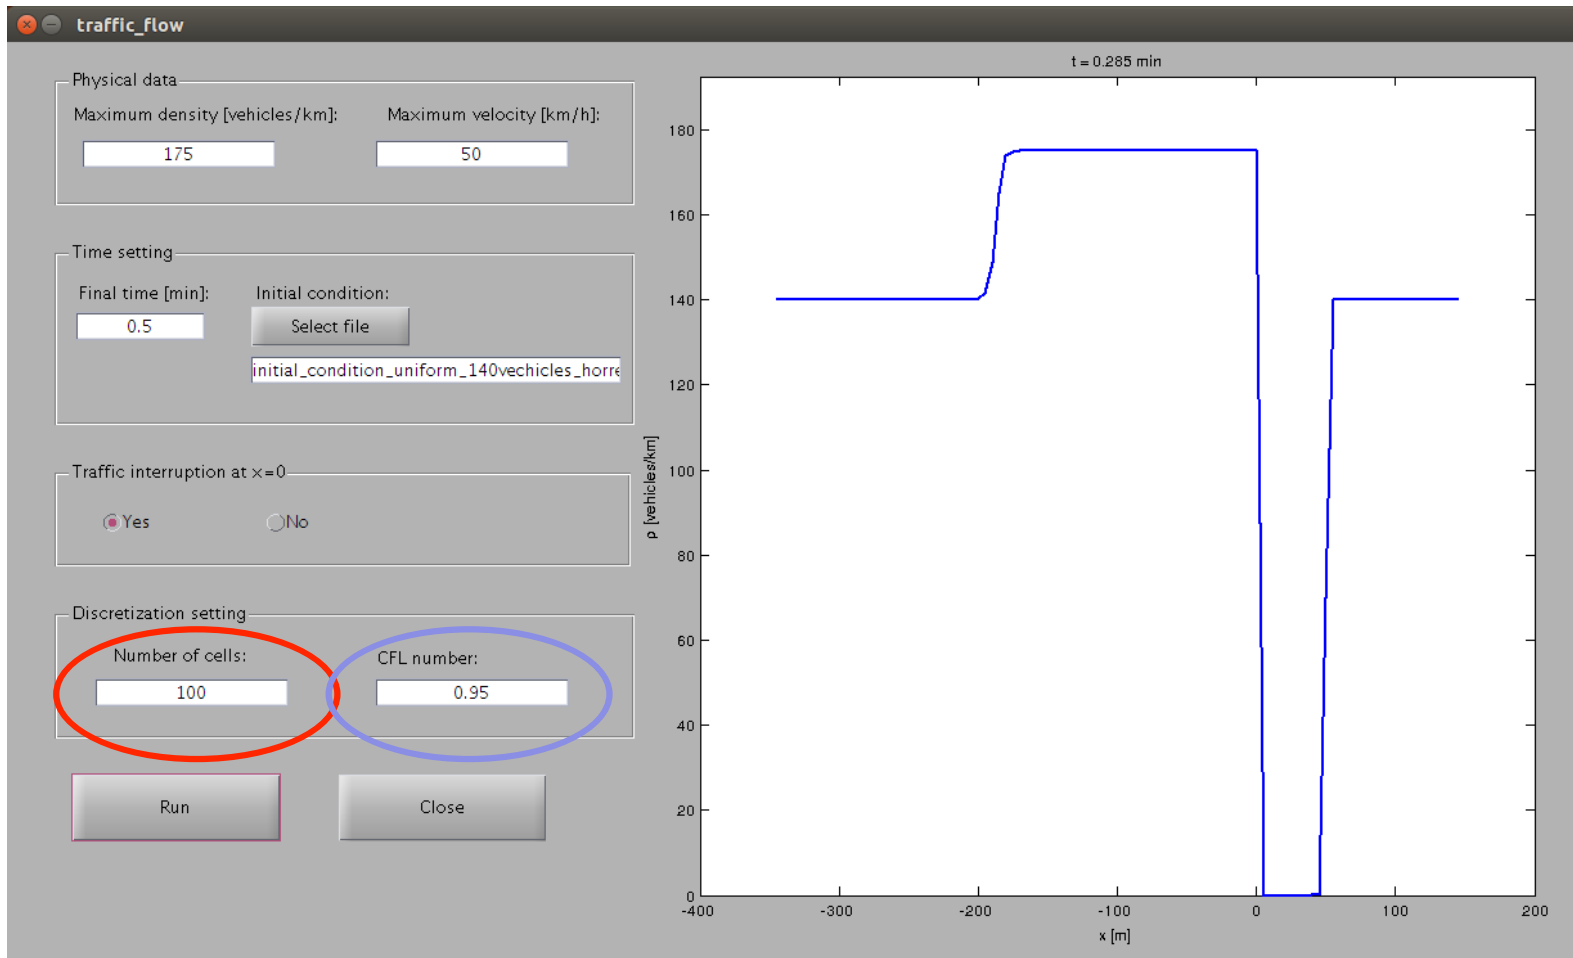 traffic_flow
Physical data
Maximum density [vehicles/km]:
Maximum velocity [km/h]:
175
50
Time setting
Final time [min]:
Initial condition:
0.5
Select file
initial_condition_uniform_140vechicles_horre
Traffic interruption at x=0
Yes
No
Discretization setting
Number of cells:
CFL number:
100
0.95
Run
Close
t = 0.285 min
180
160
140
120
100
80
60
40
20
0
ρ [vehicles/km]
-400
-300
-200
-100
0
100
200
x [m]